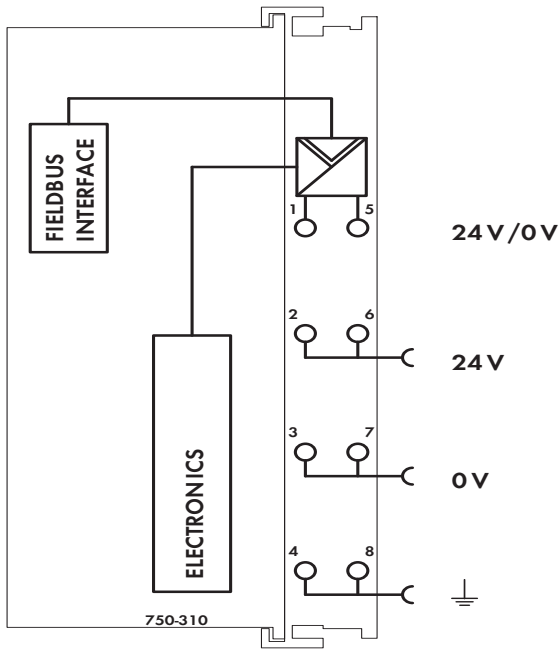 FIELDBUS
INTERFACE
1 5
24V/0V
2 6
24V
3 7
0V
ELECTRONICS
4 8
750-310